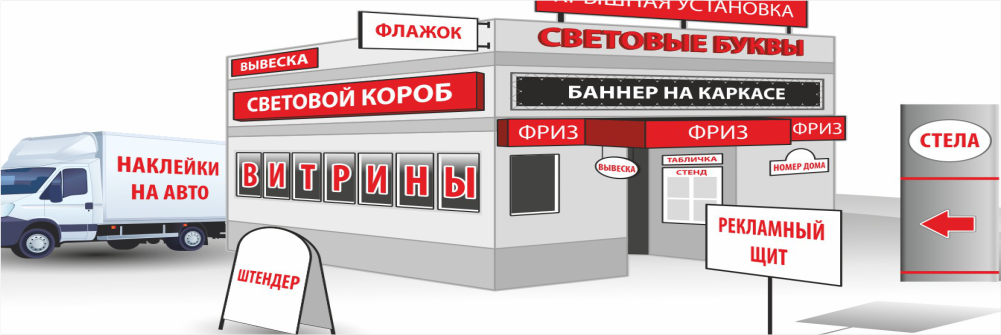 КРЫШНАЯ УСТАНОВКА
ФЛАЖОК
СВЕТОВЫЕ БУКВЫ
ВЫВЕСКА
СВЕТОВОЙ КОРОБ
БАННЕР НА КАРКАСЕ
ФРИЗ
ФРИЗ
ФРИЗ
НАКЛЕЙКИ
НА АВТО
ВИТРИНЫ
ВЫВЕСКА
ТАБЛИЧКА
СТЕНД
НОМЕР ДОМА
СТЕЛА
РЕКЛАМНЫЙ
ЩИТ
ШТЕНДЕР